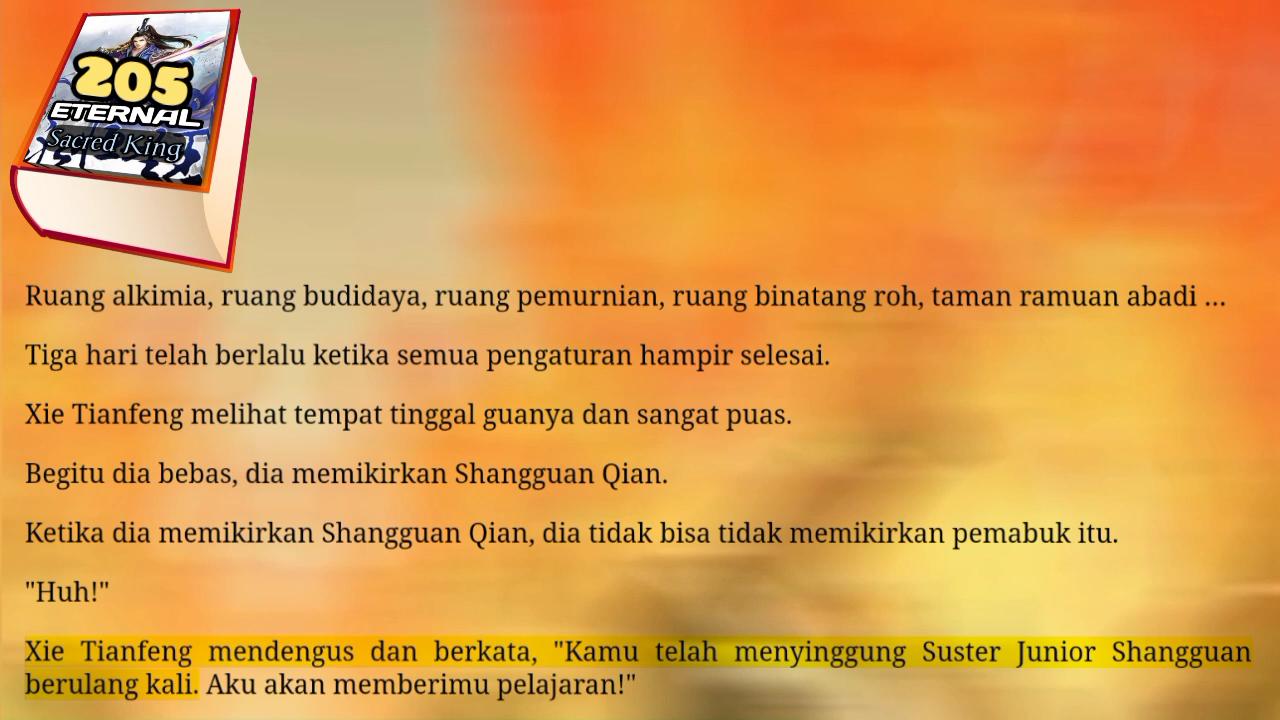 205
ETERNAL
Sacred King
Ruang alkimia, ruang budidaya, ruang pemurnian, ruang binatang roh, taman ramuan abadi ...
Tiga hari telah berlalu ketika semua pengaturan hampir selesai.
Xie Tianfeng melihat tempat tinggal guanya dan sangat puas.
Begitu dia bebas, dia memikirkan Shangguan Qian.
Ketika dia memikirkan Shangguan Qian, dia tidak bisa tidak memikirkan pemabuk itu.
"Huh!"
Xie Tianfeng mendengus dan berkata, "Kamu telah menyinggung Suster Junior Shangguan
berulang kali. Aku akan memberimu pelajaran!"